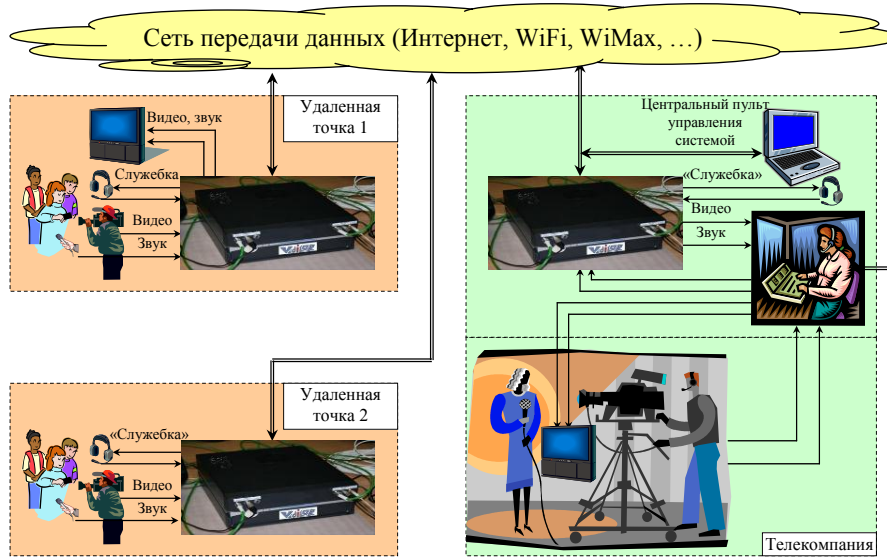 Сеть передачи данных (Интернет, WiFi, WiMax, …)
Удаленная
точка 1
Видео, звук
Служебка
Видео
Звук
Центральный пульт
управления
системой
«Служебка»
Видео
Звук
Удаленная
точка 2
«Служебка»
Видео
Звук
Телекомпания